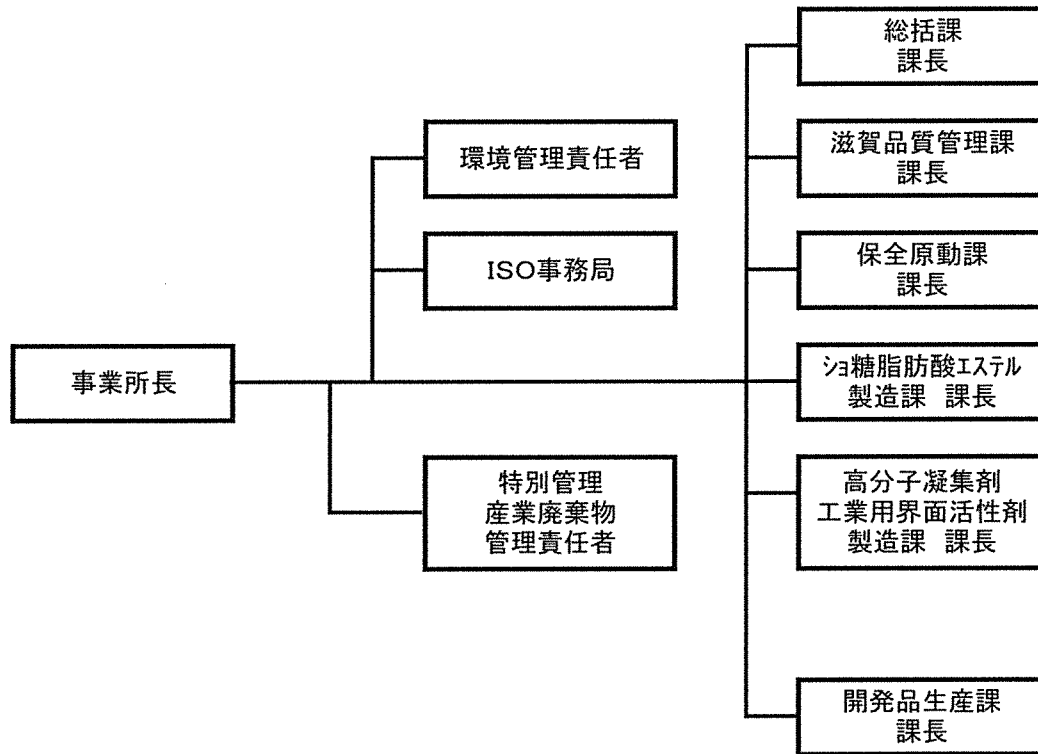 総括課
課長
環境管理責任者
滋賀品質管理課
課長
ISO事務局
保全原動課
課長
事業所長
ｼｮ糖脂肪酸ｴｽﾃﾙ
製造課 課長
特別管理
産業廃棄物
管理責任者
高分子凝集剤
工業用界面活性剤
製造課 課長
開発品生産課
課長